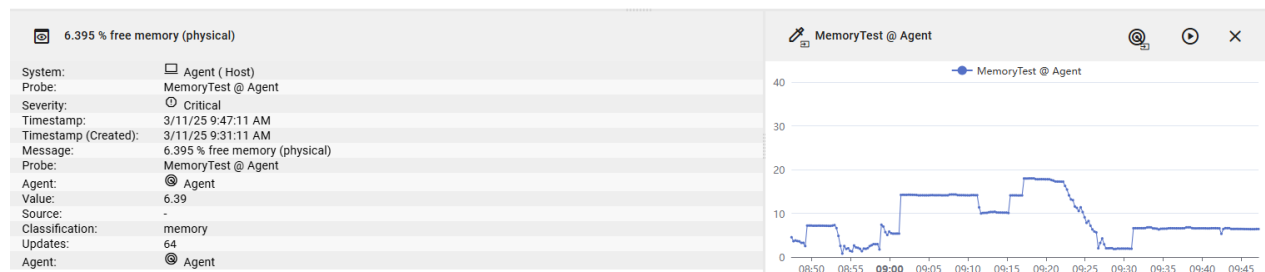 6.395 % free memory (physical)
System: Agent ( Host)
Probe: MemoryTest @ Agent
Severity: Critical
Timestamp: 3/11/25 9:47:11 AM
Timestamp (Created): 3/11/25 9:31:11 AM
Message: 6.395 % free memory (physical)
Probe: MemoryTest @ Agent
Agent: Agent
Value: 6.39
Source: -
Classification: memory
Updates: 64
Agent: Agent
MemoryTest @ Agent
MemoryTest @ Agent
40
30
20
10
0
08:50 08:55 09:00 09:05 09:10 09:15 09:20 09:25 09:30 09:35 09:40 09:45